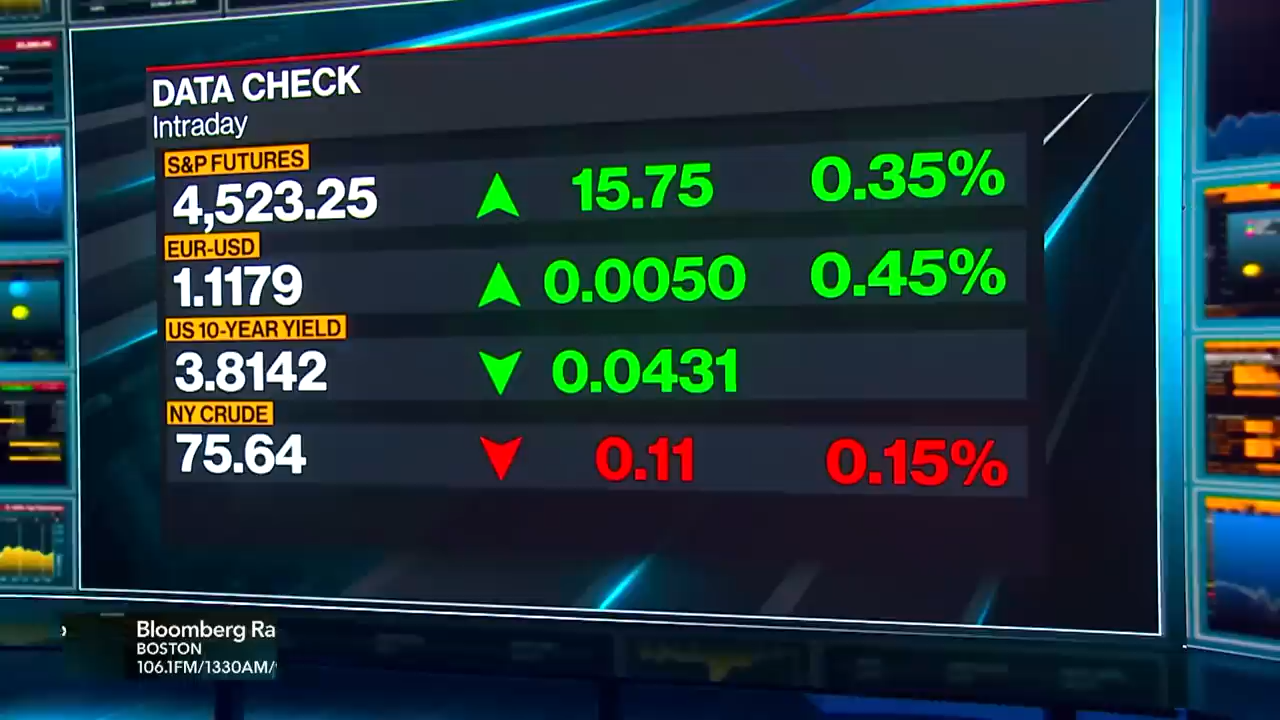 DATA CHECK
Intraday
S&P FUTURES
4,523.25 ▲ 15.75 0.35%
EUR-USD
1.1179 ▲ 0.0050 0.45%
US 10-YEAR YIELD
3.8142 ▼ 0.0431
NY CRUDE
75.64 ▼ 0.11 0.15%
Bloomberg Ra
BOSTON
106.1FM/1330AM/